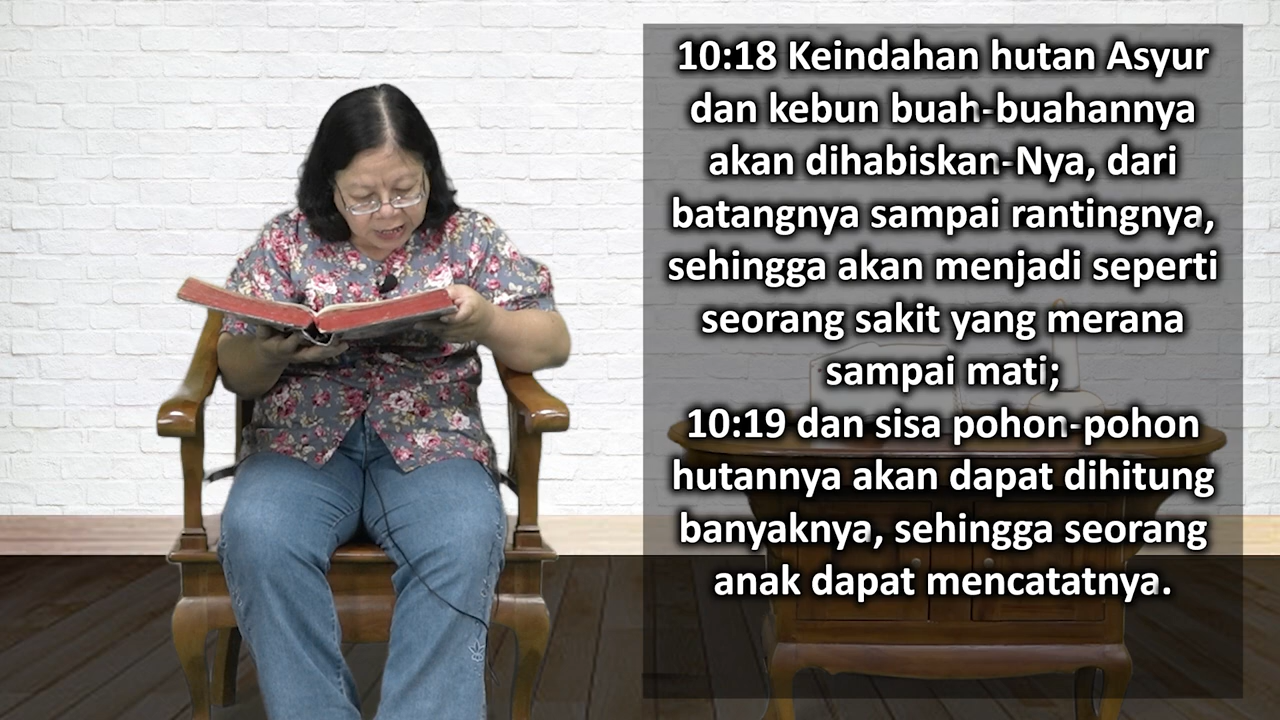 10:18 Keindahan hutan Asyur
dan kebun buah-buahannya
akan dihabiskan-Nya, dari
batangnya sampai rantingnya,
sehingga akan menjadi seperti
seorang sakit yang merana
sampai mati;
10:19 dan sisa pohon-pohon
hutannya akan dapat dihitung
banyaknya, sehingga seorang
anak dapat mencatatnya.